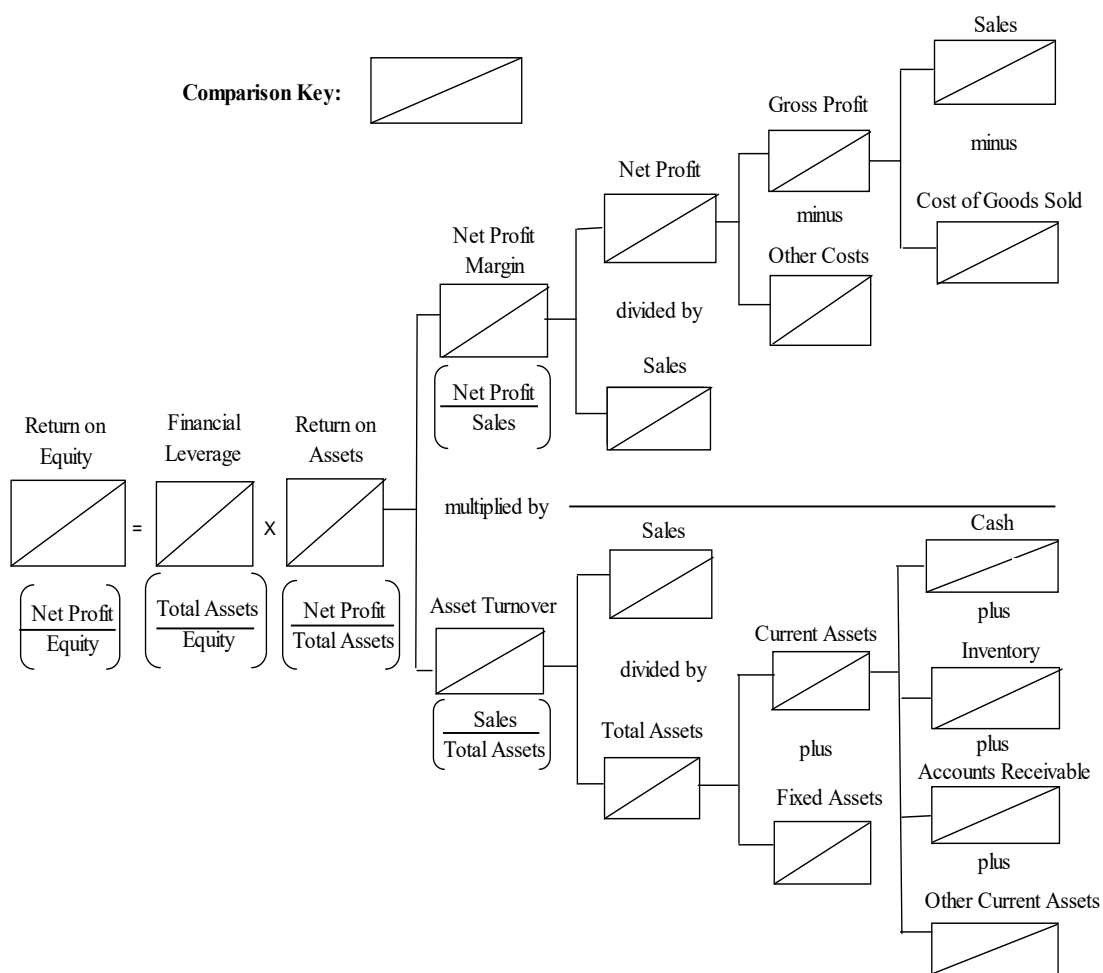 Sales
Comparison Key:
Gross Profit
minus
Net Profit
Cost of Goods Sold
minus
Net Profit
Margin
Other Costs
divided by
Sales
Net Profit
Sales
Return on
Equity
Financial
Leverage
Return on
Assets
multiplied by
=
X
Net Profit
Equity
Total Assets
Equity
Net Profit
Total Assets
Sales
Cash
plus
Asset Turnover
Current Assets
Inventory
divided by
Sales
Total Assets
Total Assets
plus
plus
Accounts Receivable
Fixed Assets
plus
Other Current Assets